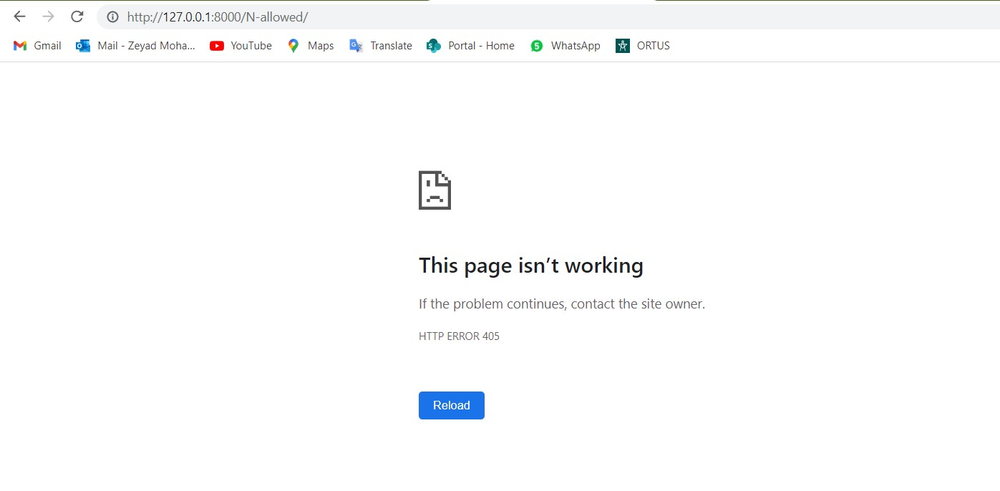 http://127.0.0.1:8000/N-allowed/
Gmail Mail - Zeyad Moha... YouTube Maps Translate Portal - Home 5 WhatsApp ORTUS
This page isn’t working
If the problem continues, contact the site owner.
HTTP ERROR 405
Reload